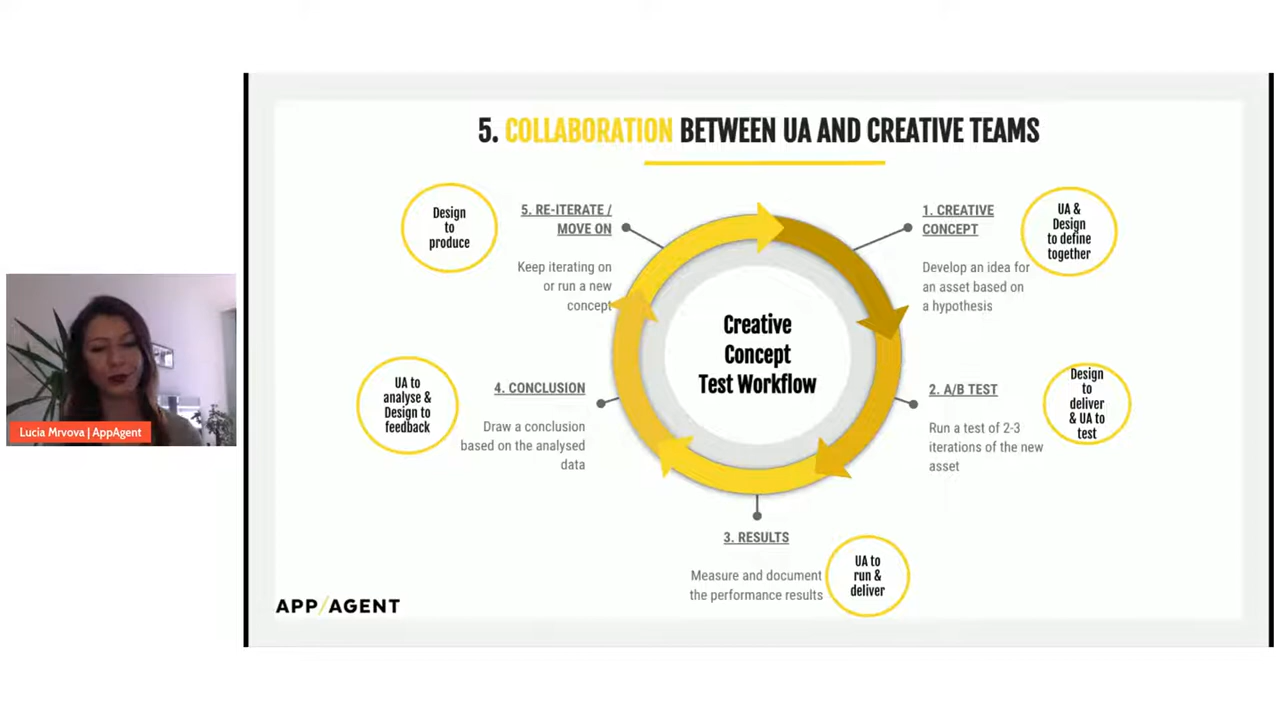 5. COLLABORATION BETWEEN UA AND CREATIVE TEAMS
Design
to
produce
5. RE-ITERATE /
MOVE ON
Keep iterating on
or run a new
concept
1. CREATIVE
CONCEPT
Develop an idea for
an asset based on
a hypothesis
UA &
Design
to define
together
Creative
Concept
Test Workflow
UA to
analyse &
Design to
feedback
4. CONCLUSION
Draw a conclusion
based on the analysed
data
2. A/B TEST
Run a test of 2-3
iterations of the new
asset
Design
to
deliver
& UA to
test
3. RESULTS
Measure and document
the performance results
UA to
run &
deliver
Lucia Mrvova | AppAgent
APP/AGENT